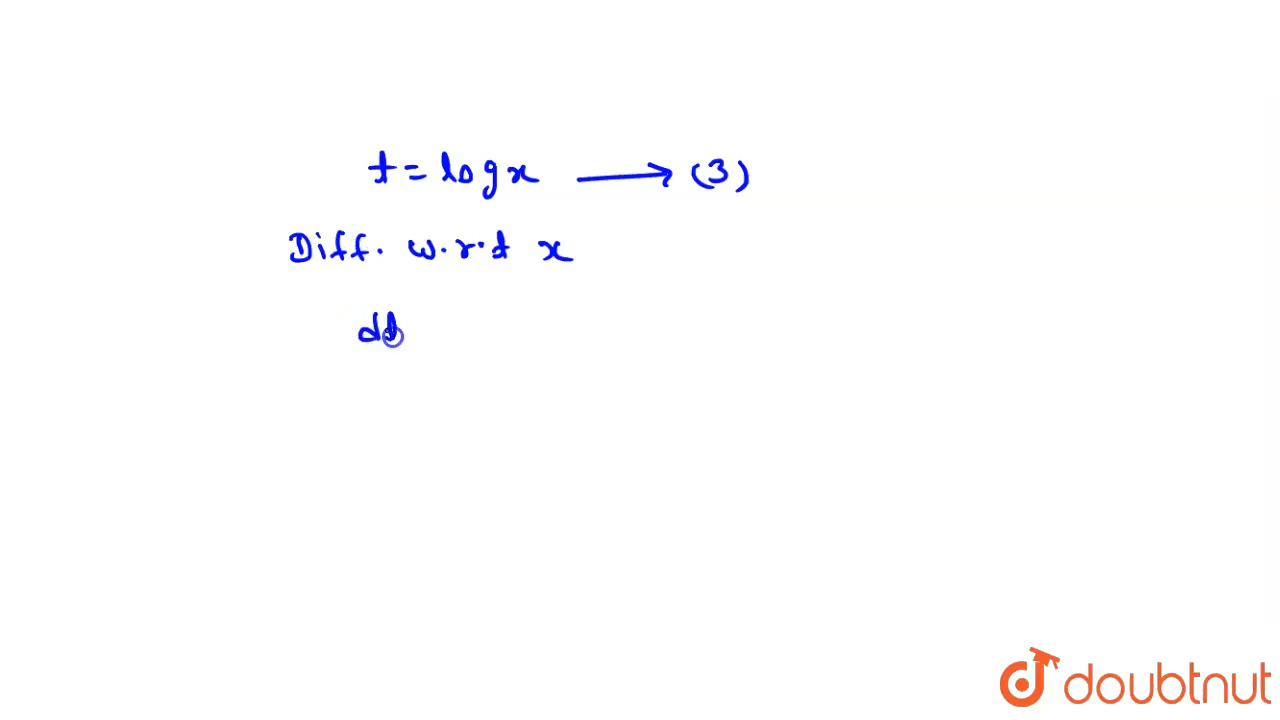 t = log x ⟶ (3)
Diff. w.r.t x
dt
doubtnut